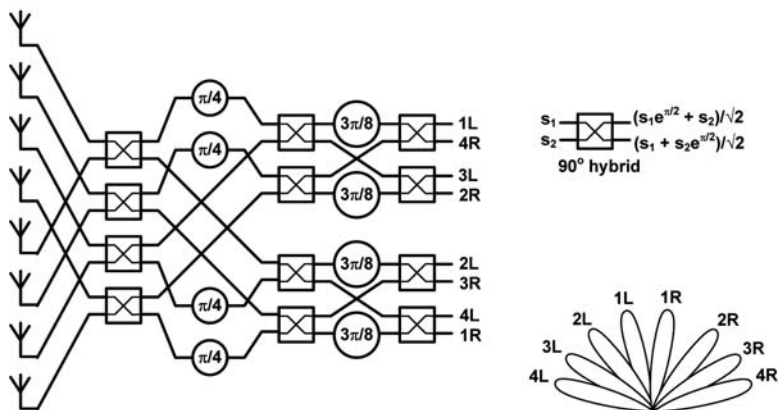 π/4
π/4
π/4
π/4
3π/8
3π/8
3π/8
3π/8
1L
4R
3L
2R
2L
3R
4L
1R
s₁
s₂
(s₁e^π/2 + s₂)/√2
(s₁ + s₂e^π/2)/√2
90° hybrid
1L
1R
2L
2R
3L
3R
4L
4R